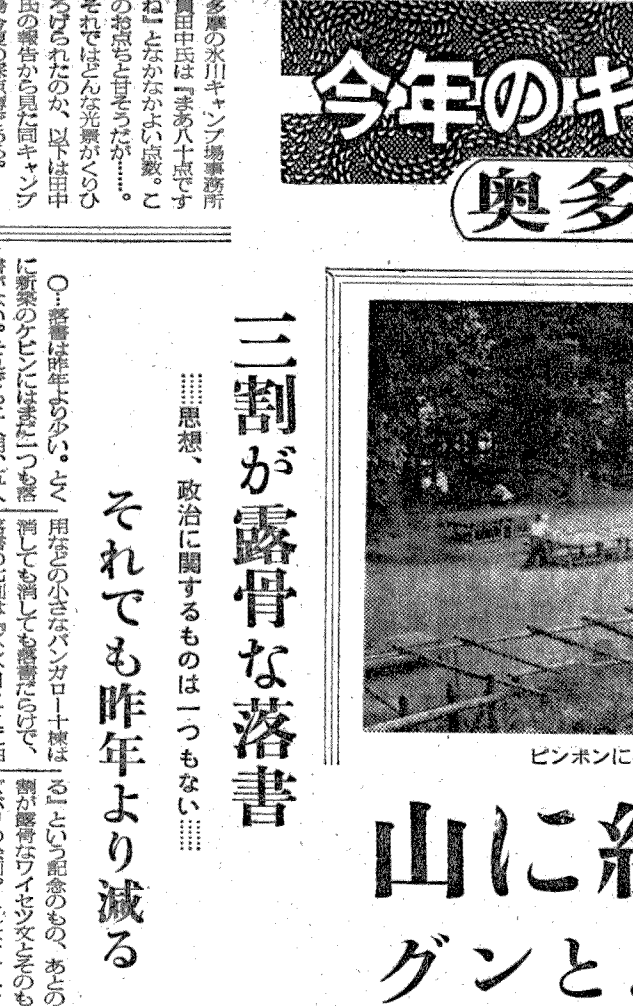 今年のキ
奥多
ピンポンに
山に
グンと
三割が露骨な落書
思想、政治に関するものは一つもない
それでも昨年より減る
多摩の氷川キャンプ場事務所
員田中氏は『まあ八十点です
ね』となかなかよい点数。こ
のお点ちと甘そうだが……。
それではどんな光景がくりひ
ろげられたのか、以下は田中
氏の報告から見た同キャンプ
〇…落書は昨年より少い。とく
に新築のケビンにはまだ一つも落
用などの小さなバンガロー十棟は
消しても消しても落書だらけで、
る』という記念のもの、あとの
割が露骨なワイセツ文とそのも